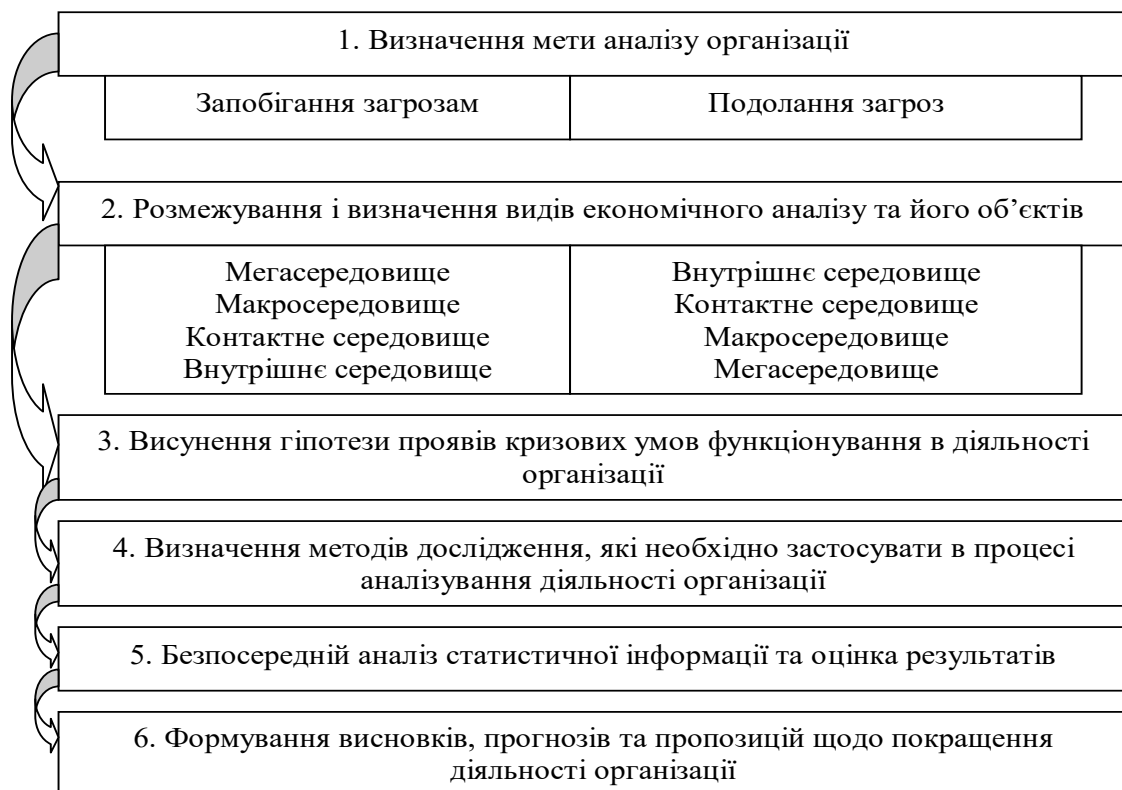 1. Визначення мети аналізу організації
Запобігання загрозам
Подолання загроз
2. Розмежування і визначення видів економічного аналізу та його об’єктів
Мегасередовище
Макросередовище
Контактне середовище
Внутрішнє середовище
Внутрішнє середовище
Контактне середовище
Макросередовище
Мегасередовище
3. Висунення гіпотези проявів кризових умов функціонування в діяльності
організації
4. Визначення методів дослідження, які необхідно застосувати в процесі
аналізування діяльності організації
5. Безпосередній аналіз статистичної інформації та оцінка результатів
6. Формування висновків, прогнозів та пропозицій щодо покращення
діяльності організації